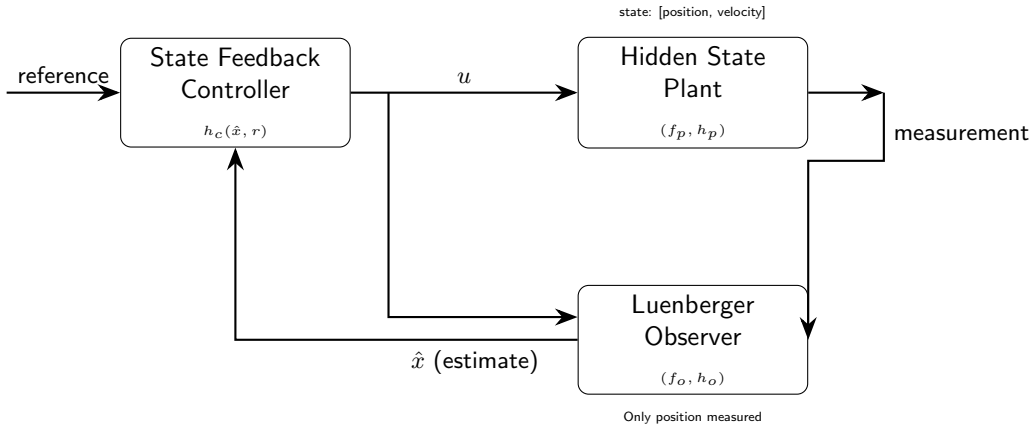 state: [position, velocity]
State Feedback
Controller
h_c(x̂, r)
reference
u
Hidden State
Plant
(f_p, h_p)
measurement
Luenberger
Observer
(f_o, h_o)
x̂ (estimate)
Only position measured